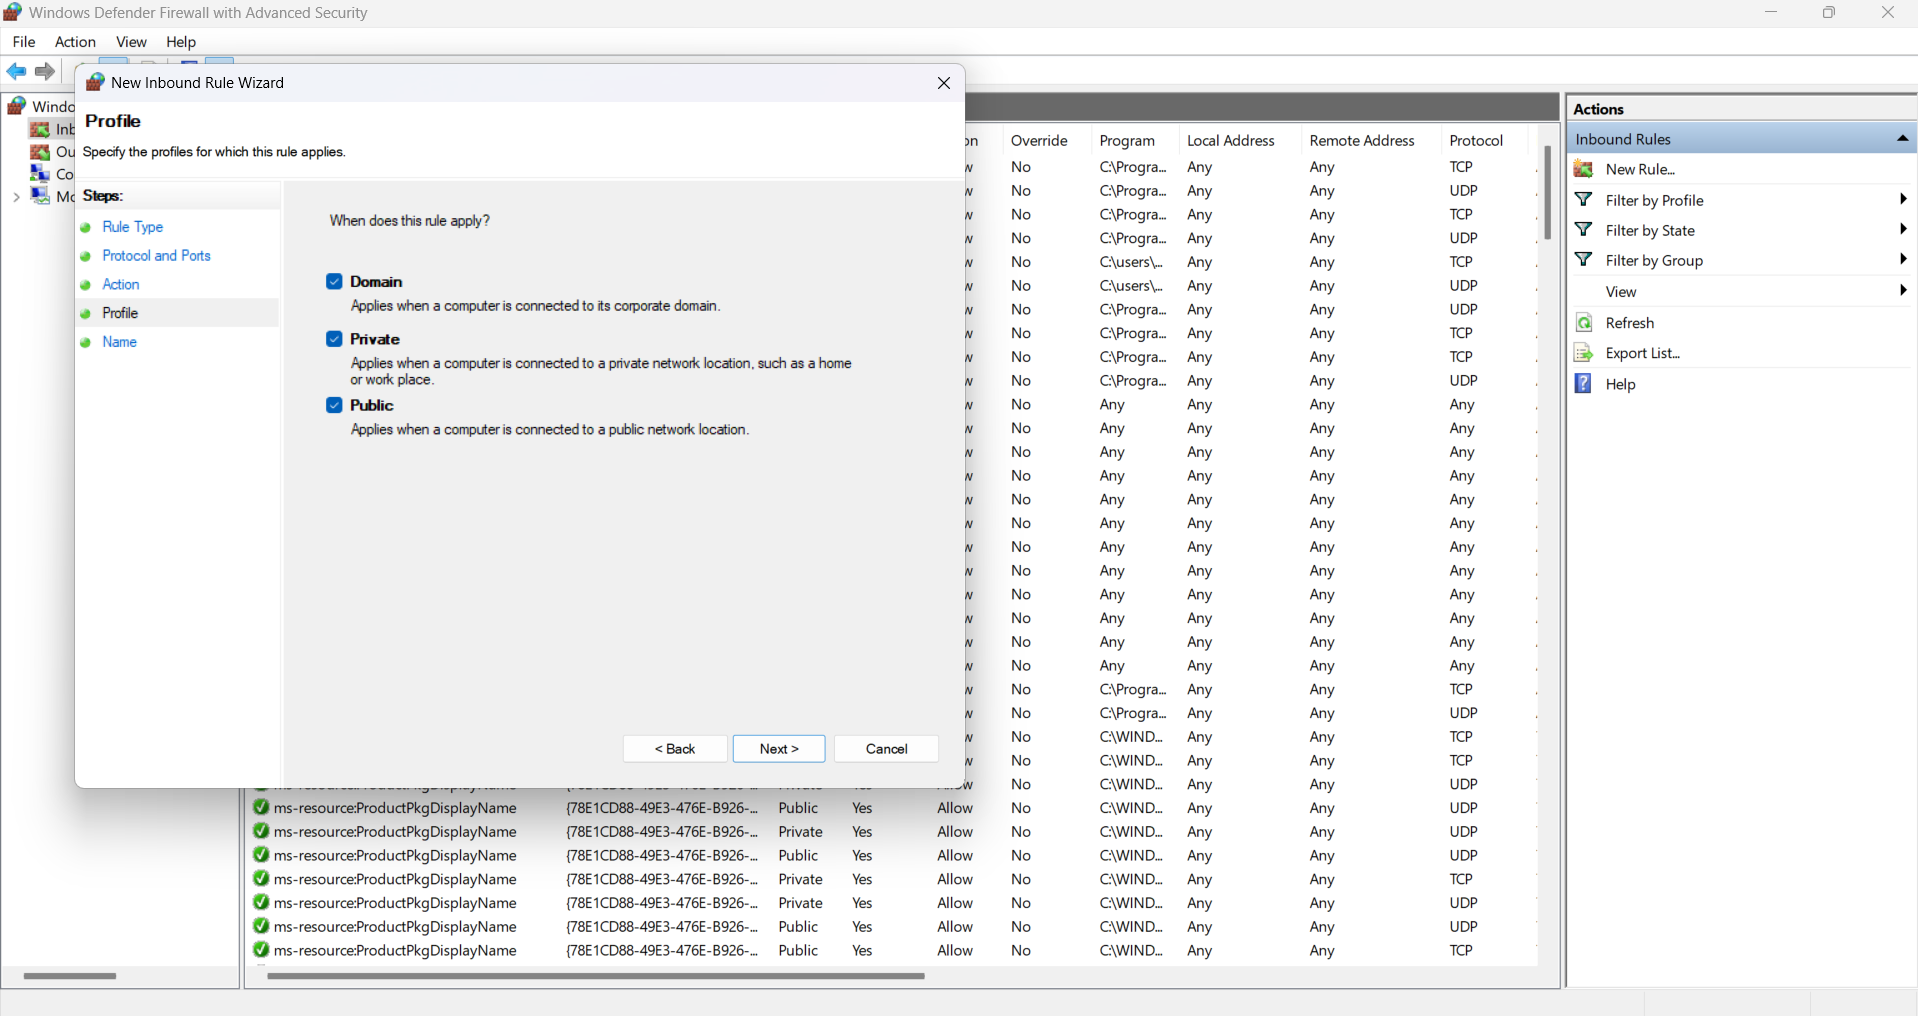 Windows Defender Firewall with Advanced Security
File Action View Help
New Inbound Rule Wizard
Profile
Specify the profiles for which this rule applies.
Steps:
Rule Type
Protocol and Ports
Action
Profile
Name
When does this rule apply?
Domain
Applies when a computer is connected to its corporate domain.
Private
Applies when a computer is connected to a private network location, such as a home
or work place.
Public
Applies when a computer is connected to a public network location.
< Back Next > Cancel
Override Program Local Address Remote Address Protocol
No C:\Progra... Any Any TCP
No C:\Progra... Any Any UDP
No C:\Progra... Any Any TCP
No C:\Progra... Any Any UDP
No C:\users\... Any Any TCP
No C:\users\... Any Any UDP
No C:\Progra... Any Any UDP
No C:\Progra... Any Any TCP
No C:\Progra... Any Any TCP
No C:\Progra... Any Any UDP
No Any Any Any Any
No Any Any Any Any
No Any Any Any Any
No Any Any Any Any
No Any Any Any Any
No Any Any Any Any
No Any Any Any Any
No Any Any Any Any
No Any Any Any Any
No Any Any Any Any
No Any Any Any Any
No Any Any Any Any
No C:\Progra... Any Any TCP
No C:\Progra... Any Any UDP
No C:\WIND... Any Any TCP
No C:\WIND... Any Any TCP
No C:\WIND... Any Any UDP
ms-resource:ProductPkgDisplayName {78E1CD88-49E3-476E-B926-... Public Yes Allow No C:\WIND... Any Any UDP
ms-resource:ProductPkgDisplayName {78E1CD88-49E3-476E-B926-... Private Yes Allow No C:\WIND... Any Any UDP
ms-resource:ProductPkgDisplayName {78E1CD88-49E3-476E-B926-... Public Yes Allow No C:\WIND... Any Any UDP
ms-resource:ProductPkgDisplayName {78E1CD88-49E3-476E-B926-... Private Yes Allow No C:\WIND... Any Any TCP
ms-resource:ProductPkgDisplayName {78E1CD88-49E3-476E-B926-... Private Yes Allow No C:\WIND... Any Any UDP
ms-resource:ProductPkgDisplayName {78E1CD88-49E3-476E-B926-... Public Yes Allow No C:\WIND... Any Any UDP
ms-resource:ProductPkgDisplayName {78E1CD88-49E3-476E-B926-... Public Yes Allow No C:\WIND... Any Any TCP
Actions
Inbound Rules
New Rule...
Filter by Profile
Filter by State
Filter by Group
View
Refresh
Export List...
Help